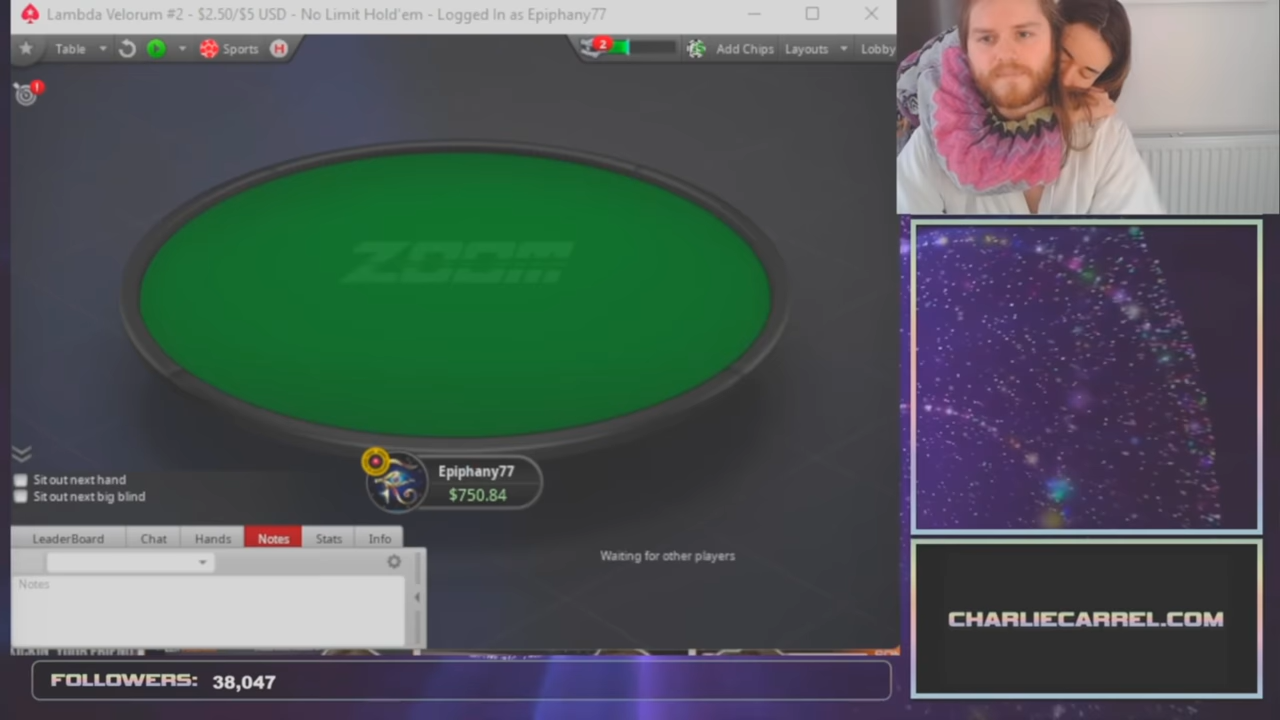 Lambda Velorum #2 - $2.50/$5 USD - No Limit Hold'em - Logged In as Epiphany77
Table
Sports
H
2
Add Chips
Layouts
Lobby
!
ZOOM
Sit out next hand
Sit out next big blind
Epiphany77
$750.84
LeaderBoard
Chat
Hands
Notes
Stats
Info
Notes
Waiting for other players
CHARLIECARREL.COM
FOLLOWERS: 38,047